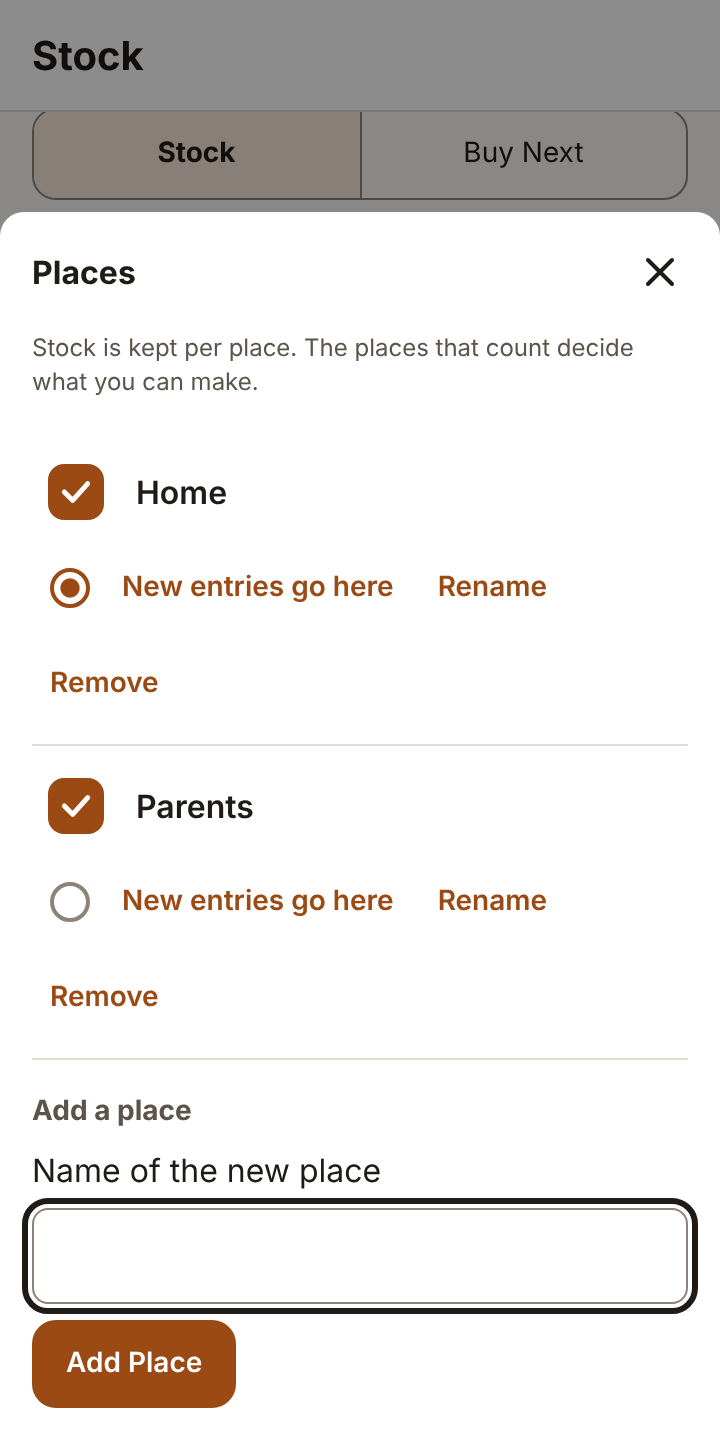 Stock
Stock
Buy Next
Places
Stock is kept per place. The places that count decide
what you can make.
Home
New entries go here
Rename
Remove
Parents
New entries go here
Rename
Remove
Add a place
Name of the new place
Add Place